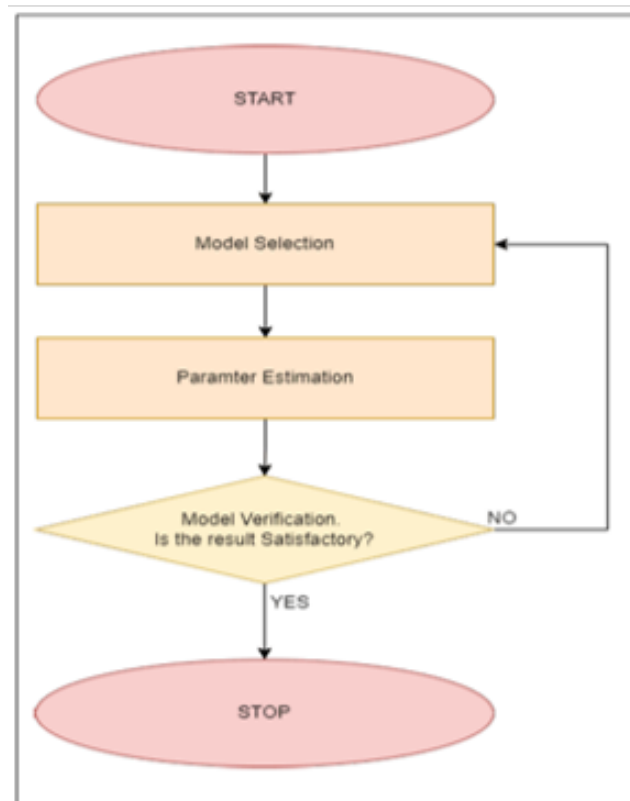 START
Model Selection
Paramter Estimation
Model Verification.
Is the result Satisfactory?
NO
YES
STOP